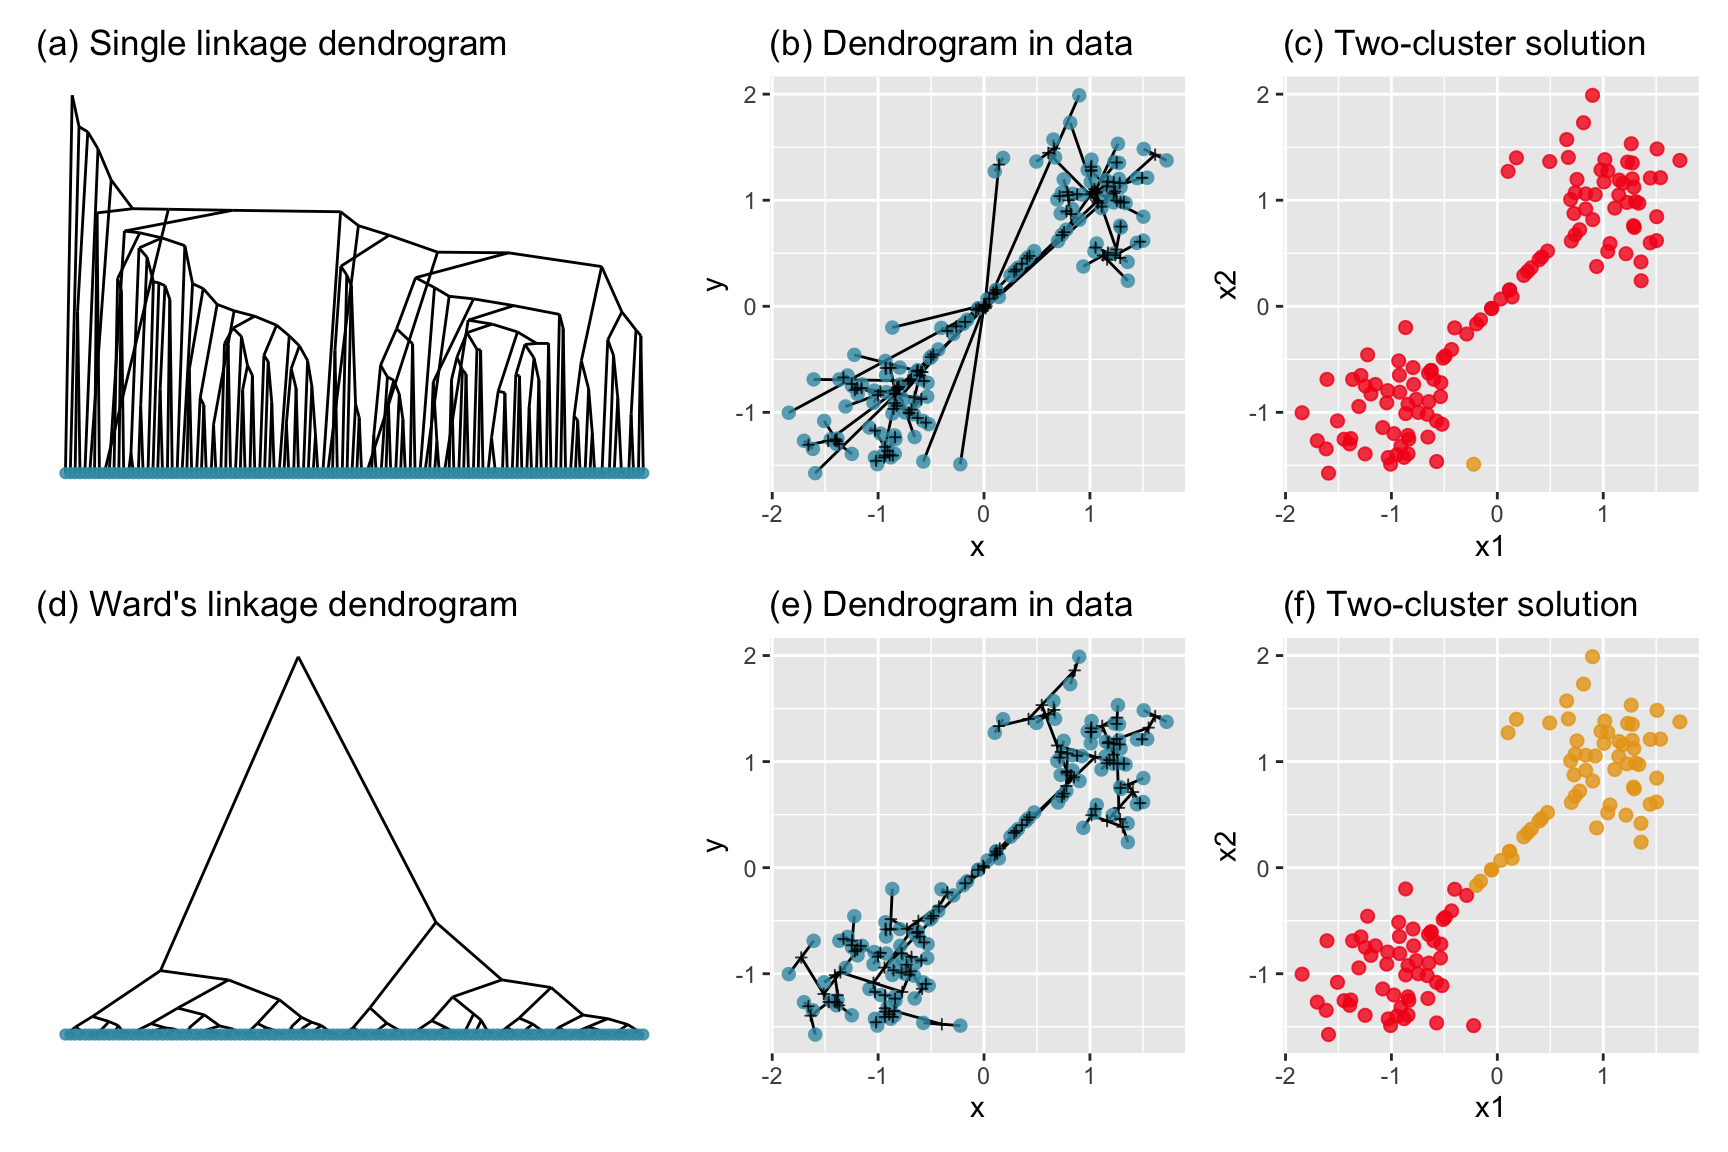 (a) Single linkage dendrogram
(b) Dendrogram in data
(c) Two-cluster solution
2
1
0
-1
y
-2
-1
0
1
x
2
1
0
-1
x2
-2
-1
0
1
x1
(d) Ward's linkage dendrogram
(e) Dendrogram in data
(f) Two-cluster solution
2
1
0
-1
y
-2
-1
0
1
x
2
1
0
-1
x2
-2
-1
0
1
x1